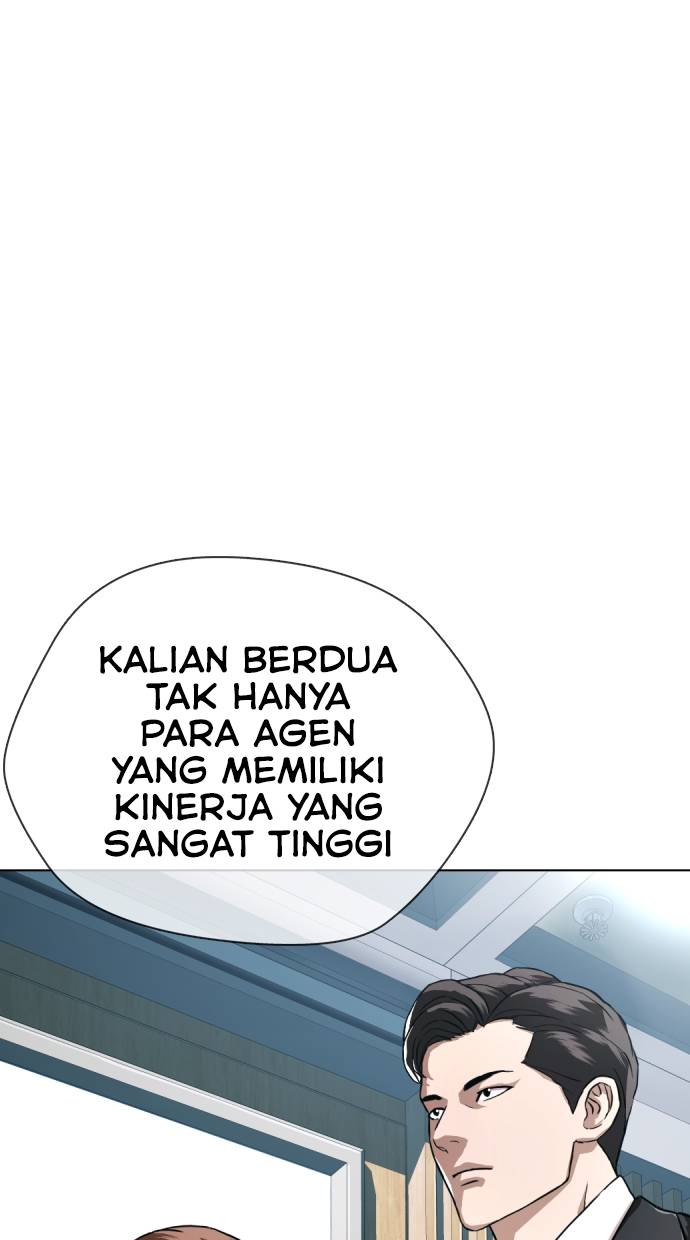 KALIAN BERDUA
TAK HANYA
PARA AGEN
YANG MEMILIKI
KINERJA YANG
SANGAT TINGGI